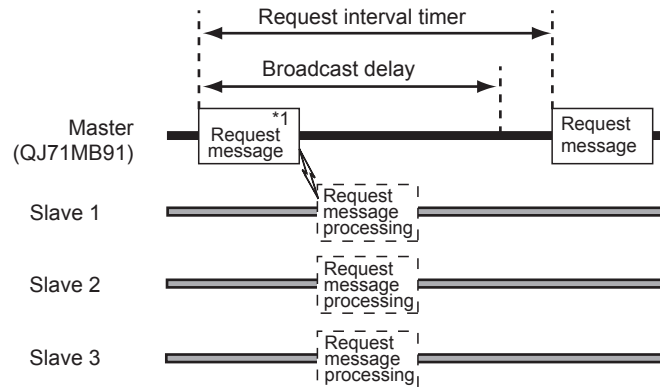 Request interval timer
Broadcast delay
Master
(QJ71MB91)
*1
Request
message
Request
message
Slave 1
Request
message
processing
Slave 2
Request
message
processing
Slave 3
Request
message
processing